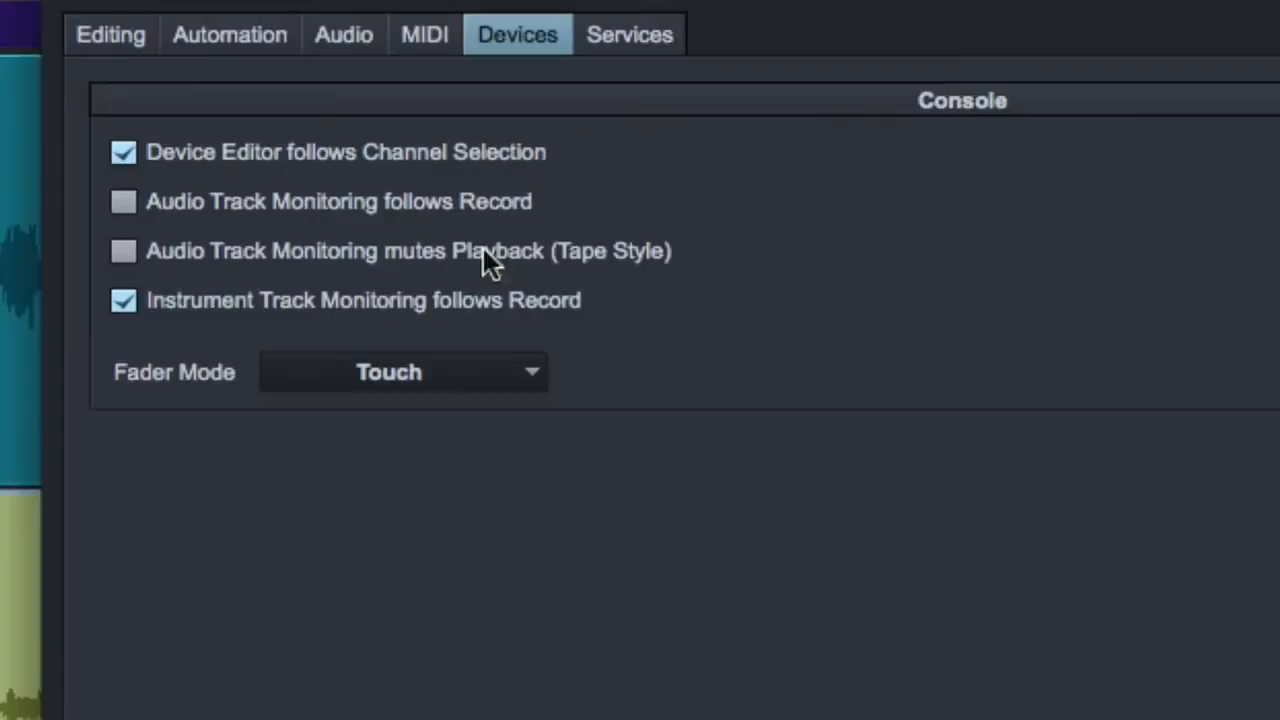 Editing Automation Audio MIDI Devices Services
Console
Device Editor follows Channel Selection
Audio Track Monitoring follows Record
Audio Track Monitoring mutes Playback (Tape Style)
Instrument Track Monitoring follows Record
Fader Mode Touch